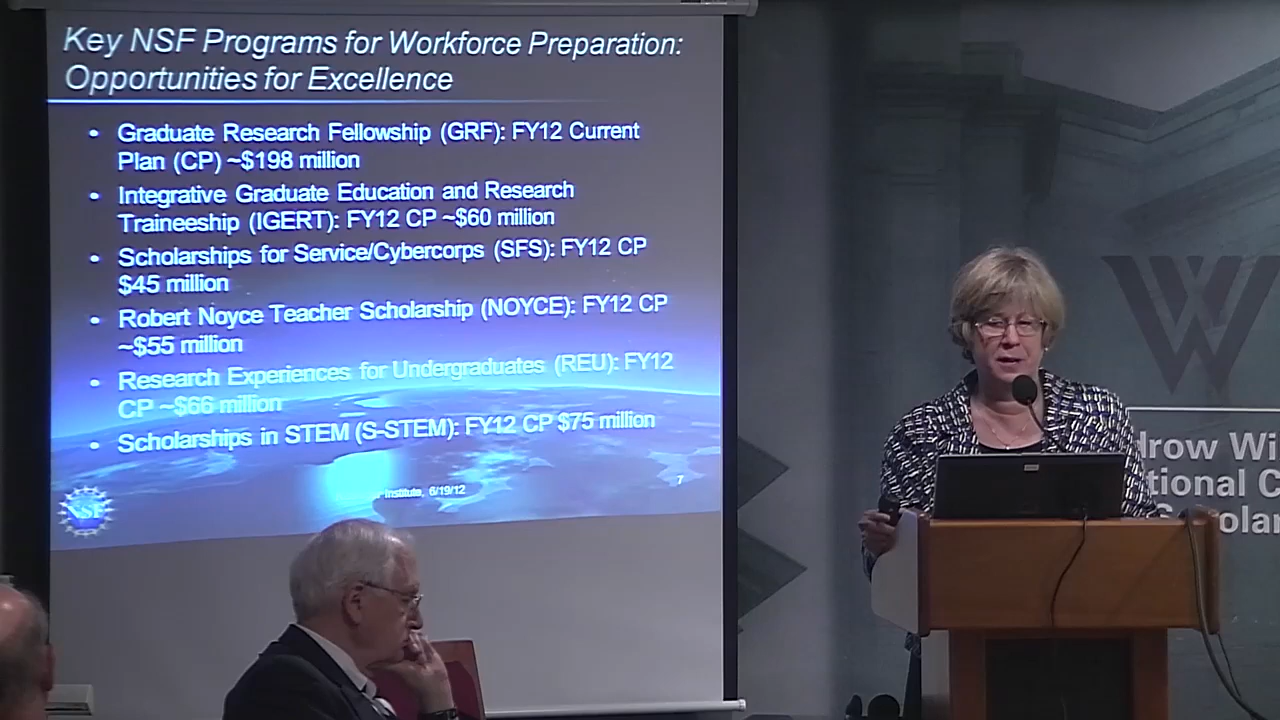 Key NSF Programs for Workforce Preparation:
Opportunities for Excellence
• Graduate Research Fellowship (GRF): FY12 Current
Plan (CP) ~$198 million
• Integrative Graduate Education and Research
Traineeship (IGERT): FY12 CP ~$60 million
• Scholarships for Service/Cybercorps (SFS): FY12 CP
$45 million
• Robert Noyce Teacher Scholarship (NOYCE): FY12 CP
~$55 million
• Research Experiences for Undergraduates (REU): FY12
CP ~$66 million
• Scholarships in STEM (S-STEM): FY12 CP $75 million
Institute, 6/19/12
7
NSF
W
drow Wi
tional C
olar